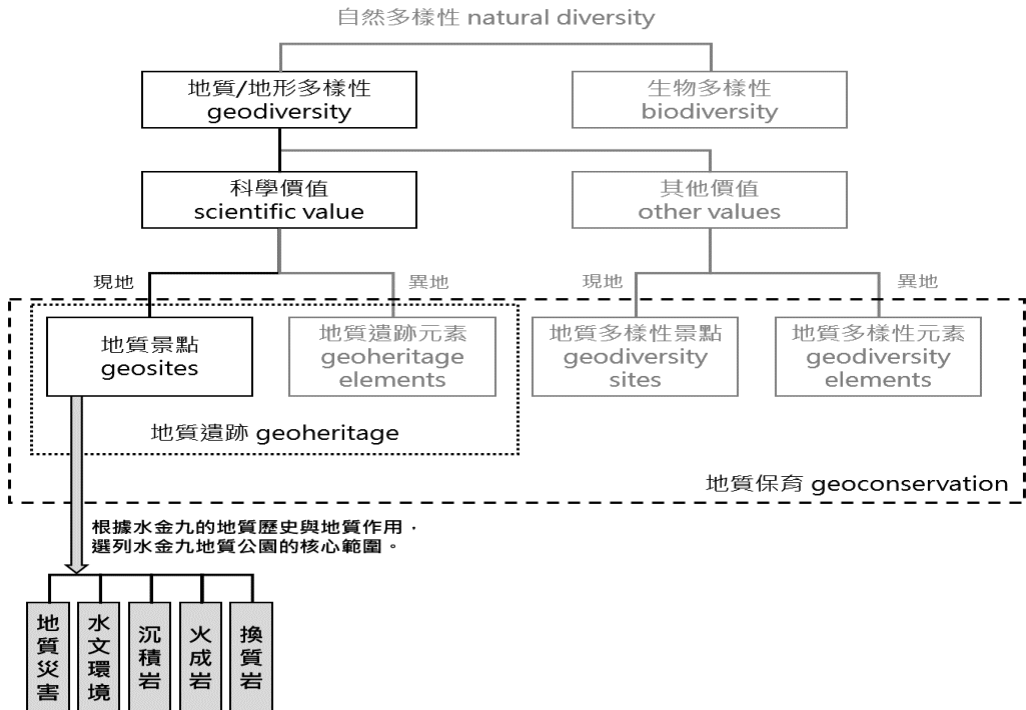 自然多樣性 natural diversity
地質/地形多樣性
geodiversity
生物多樣性
biodiversity
科學價值
scientific value
其他價值
other values
現地
異地
現地
異地
地質景點
geosites
地質遺跡元素
geoheritage
elements
地質多樣性景點
geodiversity
sites
地質多樣性元素
geodiversity
elements
地質遺跡 geoheritage
地質保育 geoconservation
根據水金九的地質歷史與地質作用，
選列水金九地質公園的核心範圍。
地質災害
水文環境
沉積岩
火成岩
換質岩